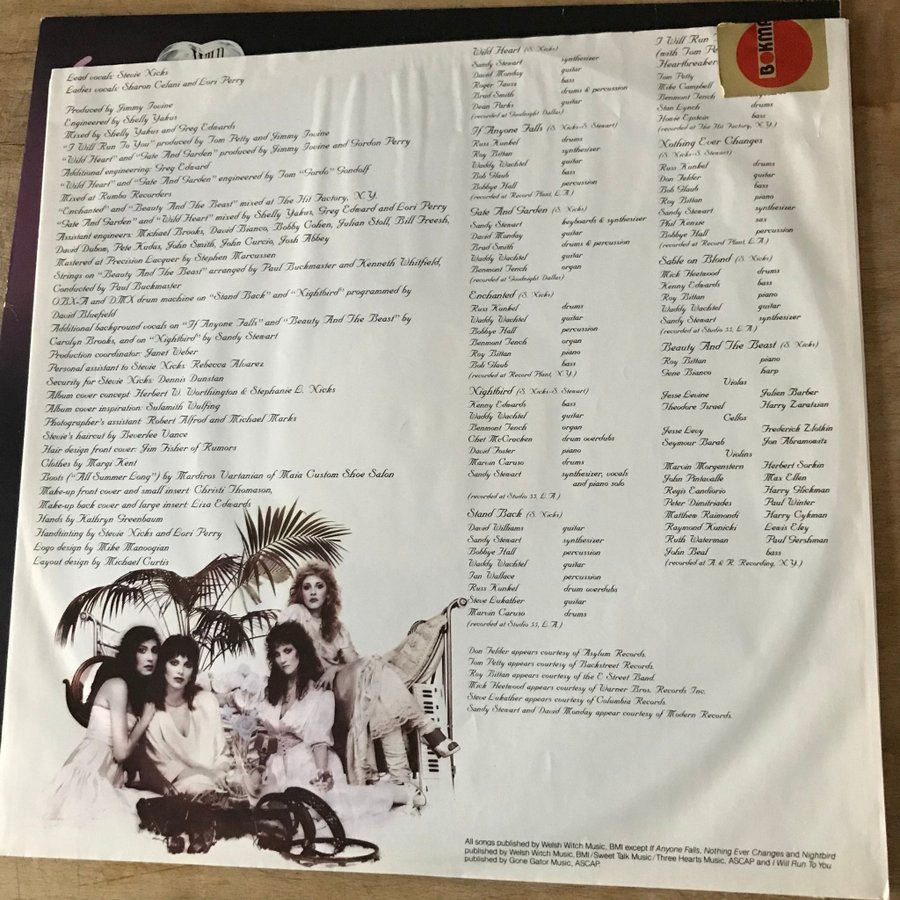 Lead vocals: Stevie Nicks
Ladies vocals: Sharon Celani and Lori Perry
Produced by Jimmy Iovine
Engineered by Shelly Yakus
Mixed by Shelly Yakus and Greg Edwards
"I Will Run To You" produced by Tom Petty and Jimmy Iovine
"Wild Heart" and "Gate And Garden" produced by Jimmy Iovine and Gordon Perry
Additional engineering: Greg Edward
"Wild Heart" and "Gate And Garden" engineered by Tom "Gordo" Gondolf
Mixed at Rumbo Recorders
"Enchanted" and "Beauty And The Beast" mixed at The Hit Factory, N.Y.
"Gate And Garden" and "Wild Heart" mixed by Shelly Yakus, Greg Edward and Lori Perry
Assistant engineers: Michael Brooks, David Bianco, Bobby Cohen, Julian Stoll, Bill Freesh,
David Dubow, Pete Kudas, John Smith, John Curcio, Josh Abbey
Mastered at Precision Lacquer by Stephen Marcussen
Strings on "Beauty And The Beast" arranged by Paul Buckmaster and Kenneth Whitfield,
Conducted by Paul Buckmaster
OBX-A and DMX drum machine on "Stand Back" and "Nightbird" programmed by
David Bluefield
Additional background vocals on "If Anyone Falls" and "Beauty And The Beast" by
Carolyn Brooks, and on "Nightbird" by Sandy Stewart
Production coordinator: Janet Weber
Personal assistant to Stevie Nicks: Rebecca Alvarez
Security for Stevie Nicks: Dennis Dunstan
Album cover concept: Herbert W. Worthington & Stephanie L. Nicks
Album cover inspiration: Sulamith Wulfing
Photographer's assistant: Robert Alfrod and Michael Marks
Stevie's haircut by Beverlee Vance
Hair design front cover: Jim Fisher of Rumors
Clothes by Margi Kent
Boots ("All Summer Long") by Mardiros Vartanian of Maia Custom Shoe Salon
Make-up front cover and small insert: Christi Thomason,
Make-up back cover and large insert: Liza Edwards
Hands by Kathryn Greenbaum
Handtinting by Stevie Nicks and Lori Perry
Logo design by Mike Manoogian
Layout design by Michael Curtis
Wild Heart (S. Nicks)
Sandy Stewart synthesizer
David Munday guitar
Roger Tauss bass
Brad Smith drums & percussion
Dean Parks guitar
(recorded at Goodnight Dallas)
If Anyone Falls (S. Nicks-S. Stewart)
Russ Kunkel drums
Roy Bittan synthesizer
Waddy Wachtel guitar
Bob Glaub bass
Bobbye Hall percussion
(recorded at Record Plant, L.A.)
Gate And Garden (S. Nicks)
Sandy Stewart keyboards & synthesizer
David Munday guitar
Brad Smith drums & percussion
Waddy Wachtel guitar
Benmont Tench organ
(recorded at Goodnight Dallas)
Enchanted (S. Nicks)
Russ Kunkel drums
Waddy Wachtel guitar
Bobbye Hall percussion
Benmont Tench organ
Roy Bittan piano
Bob Glaub bass
(recorded at Record Plant, N.Y.)
Nightbird (S. Nicks-S. Stewart)
Kenny Edwards bass
Waddy Wachtel guitar
Benmont Tench organ
Chet McCracken drum overdubs
David Foster piano
Marvin Caruso drums
Sandy Stewart synthesizer, vocals
and piano solo
(recorded at Studio 55, L.A.)
Stand Back (S. Nicks)
David Williams guitar
Sandy Stewart synthesizer
Bobbye Hall percussion
Waddy Wachtel guitar
Ian Wallace percussion
Russ Kunkel drum overdubs
Steve Lukather guitar
Marvin Caruso drums
(recorded at Studio 55, L.A.)
Don Felder appears courtesy of Asylum Records.
Tom Petty appears courtesy of Backstreet Records.
Roy Bittan appears courtesy of the E Street Band.
Mick Fleetwood appears courtesy of Warner Bros. Records Inc.
Steve Lukather appears courtesy of Columbia Records.
Sandy Stewart and David Munday appear courtesy of Modern Records.
I Will Run
(with Tom Pe
Heartbreaker
Tom Petty
Mike Campbell
Benmont Tench
Stan Lynch drums
Howie Epstein bass
(recorded at The Hit Factory, N.Y.)
Nothing Ever Changes
(S. Nicks-S. Stewart)
Russ Kunkel drums
Don Felder guitar
Bob Glaub bass
Roy Bittan piano
Sandy Stewart synthesizer
Phil Kenzie sax
Bobbye Hall percussion
(recorded at Record Plant, L.A.)
Sable on Blond (S. Nicks)
Mick Fleetwood drums
Kenny Edwards bass
Roy Bittan piano
Waddy Wachtel guitar
Sandy Stewart synthesizer
(recorded at Studio 55, L.A.)
Beauty And The Beast (S. Nicks)
Roy Bittan piano
Gene Bianco harp
Violas
Jesse Levine Julien Barber
Theodore Israel Harry Zaratzian
Cellos
Jesse Levy Frederick Zlotkin
Seymour Barab Jon Abramowitz
Violins
Marvin Morgenstern Herbert Sorkin
John Pintavalle Max Ellen
Regis Eandiorio Harry Glickman
Peter Dimitriades Paul Winter
Matthew Raimondi Harry Cykman
Raymond Kunicki Lewis Eley
Ruth Waterman Paul Gershman
John Beal bass
(recorded at A & R. Recording, N.Y.)
All songs published by Welsh Witch Music, BMI except If Anyone Falls, Nothing Ever Changes and Nightbird
published by Welsh Witch Music, BMI/Sweet Talk Music/Three Hearts Music, ASCAP and I Will Run To You
published by Gone Gator Music, ASCAP.